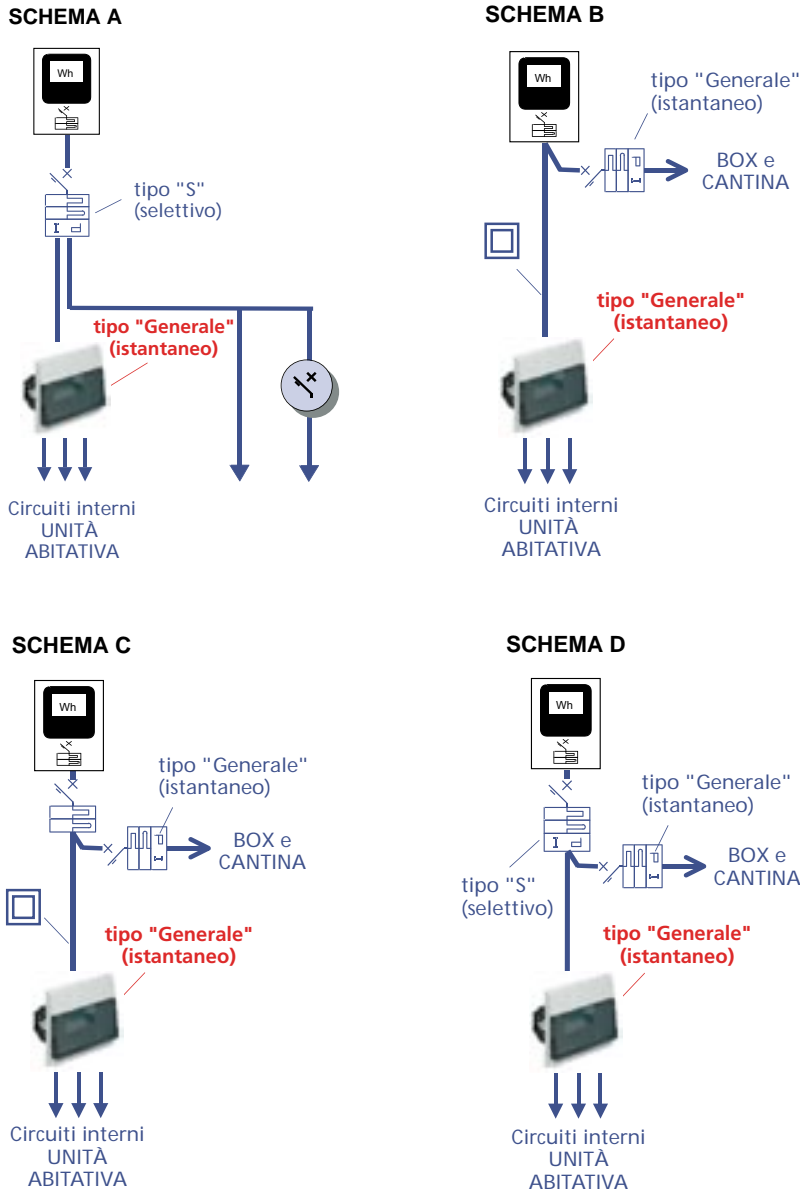 SCHEMA A
Wh
tipo "S"
(selettivo)
I d
tipo "Generale"
(istantaneo)
Circuiti interni
UNITÀ
ABITATIVA
SCHEMA B
Wh
tipo "Generale"
(istantaneo)
P I
BOX e
CANTINA
tipo "Generale"
(istantaneo)
Circuiti interni
UNITÀ
ABITATIVA
SCHEMA C
Wh
tipo "Generale"
(istantaneo)
d I
BOX e
CANTINA
tipo "Generale"
(istantaneo)
Circuiti interni
UNITÀ
ABITATIVA
SCHEMA D
Wh
tipo "Generale"
(istantaneo)
I d
P I
BOX e
CANTINA
tipo "S"
(selettivo)
tipo "Generale"
(istantaneo)
Circuiti interni
UNITÀ
ABITATIVA